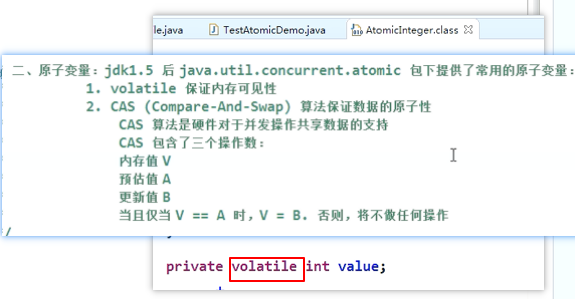 le.java TestAtomicDemo.java AtomicInteger.class
二、原子变量：jdk1.5 后 java.util.concurrent.atomic 包下提供了常用的原子变量：
1. volatile 保证内存可见性
2. CAS (Compare-And-Swap) 算法保证数据的原子性
CAS 算法是硬件对于并发操作共享数据的支持
CAS 包含了三个操作数：
内存值 V
预估值 A
更新值 B
当且仅当 V == A 时，V = B. 否则，将不做任何操作
/
private volatile int value;